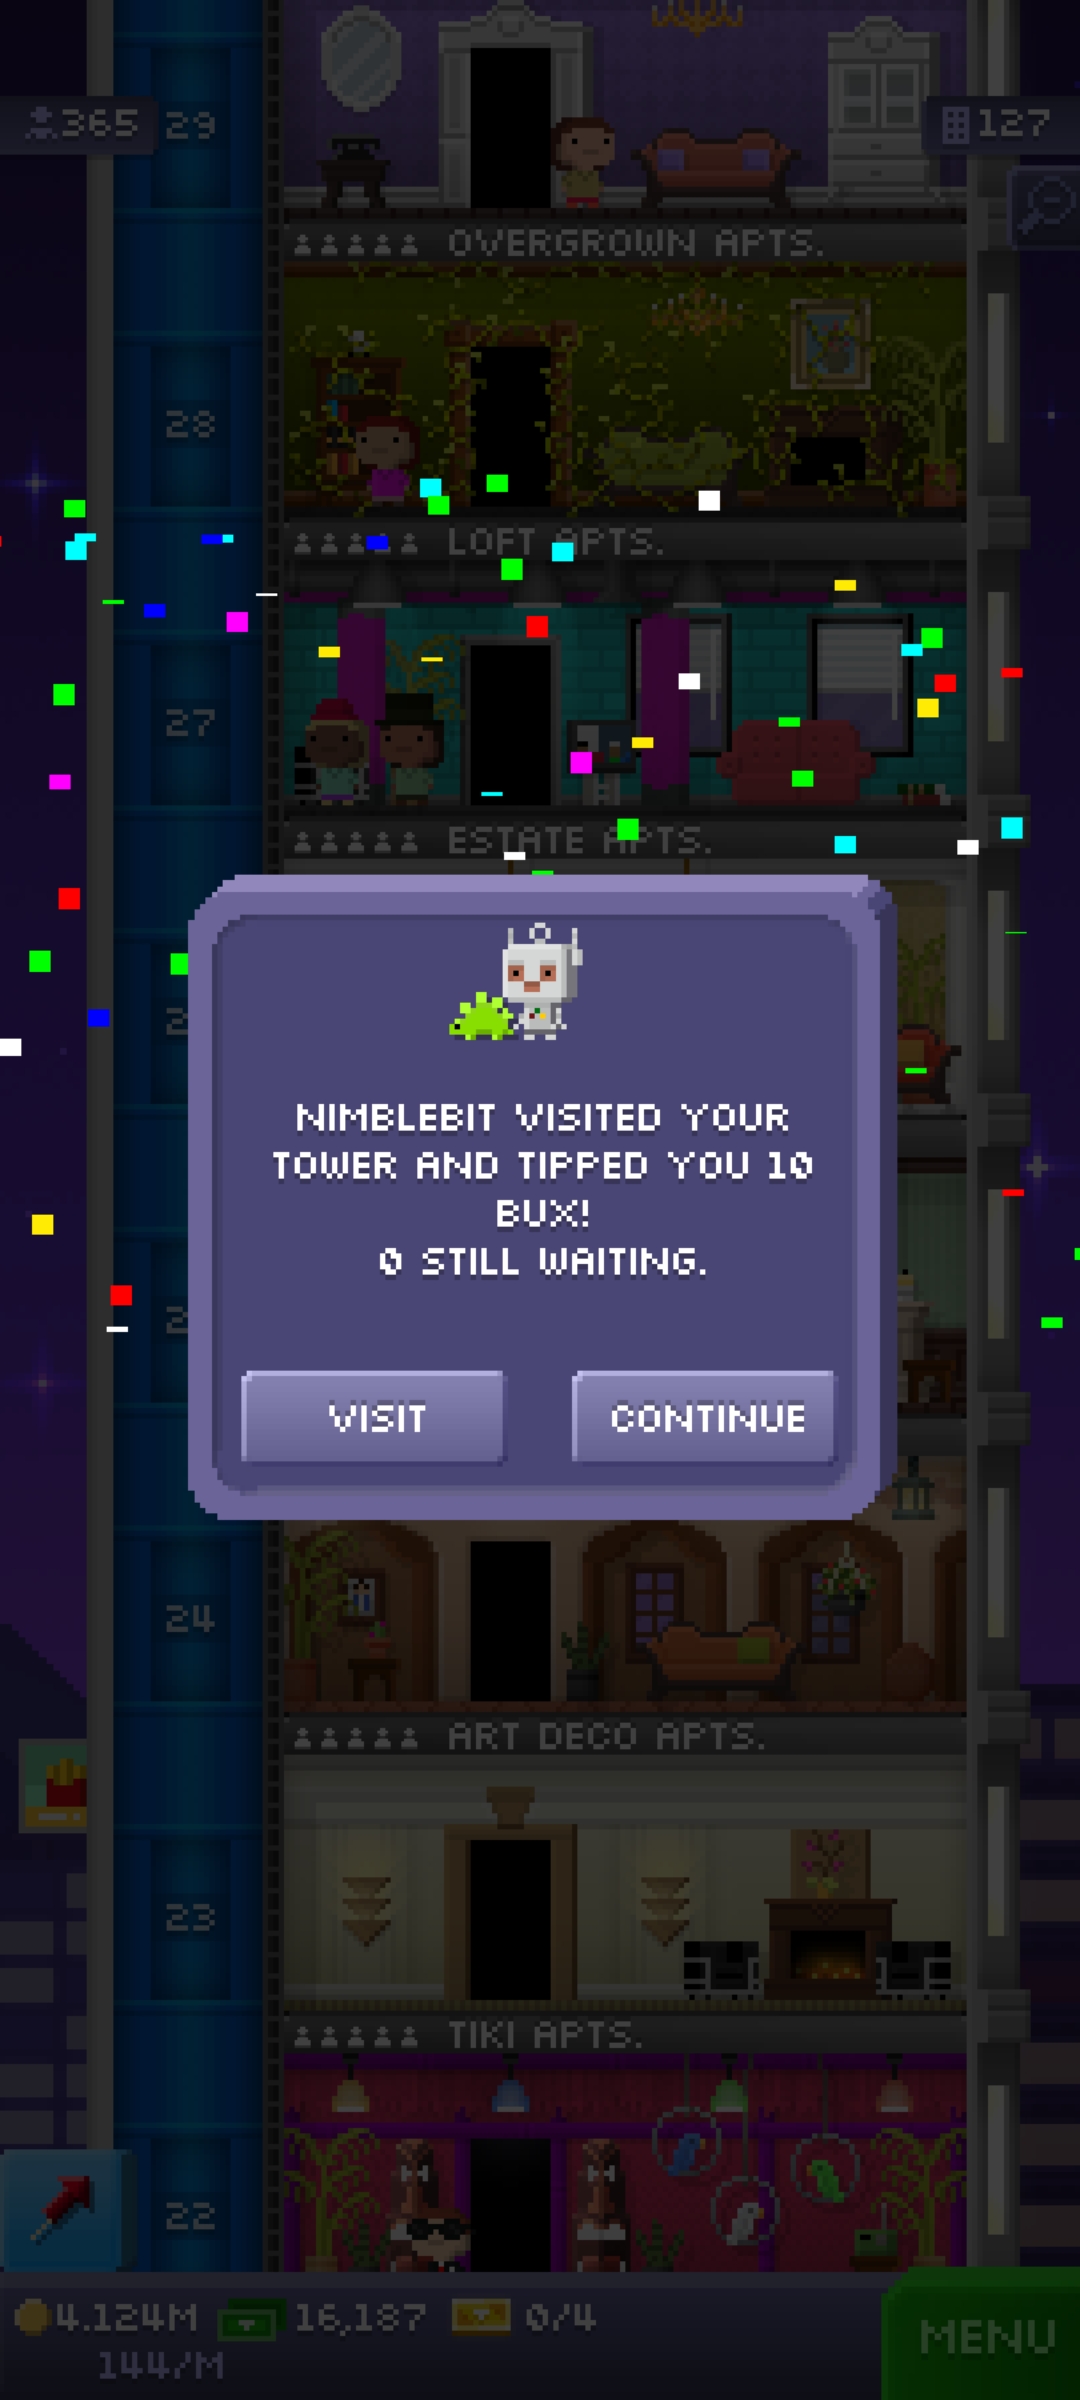 365
29
127
OVERGROWN APTS.
28
LOFT APTS.
27
ESTATE APTS.
NIMBLEBIT VISITED YOUR
TOWER AND TIPPED YOU 10
BUX!
0 STILL WAITING.
VISIT
CONTINUE
24
ART DECO APTS.
23
TIKI APTS.
22
4.124M
16,187
0/4
MENU
144/M